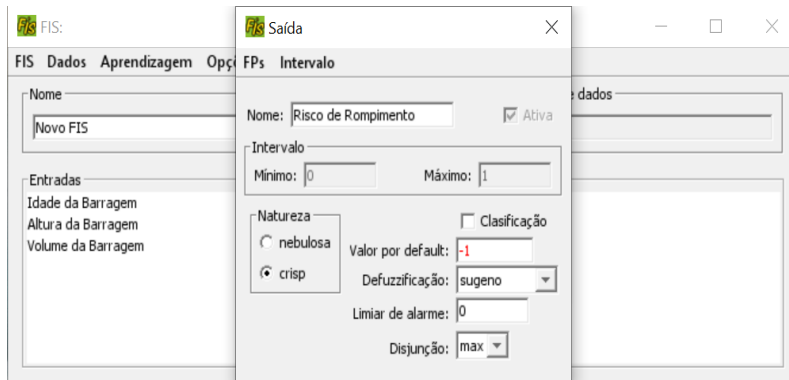 FIS:
FIS Dados Aprendizagem Opçõ
Nome
Novo FIS
Entradas
Idade da Barragem
Altura da Barragem
Volume da Barragem
e dados
Fis Saída
FPs Intervalo
Nome: Risco de Rompimento Ativa
Intervalo
Mínimo: 0 Máximo: 1
Natureza
nebulosa
crisp
Clasificação
Valor por default: -1
Defuzzificação: sugeno
Limiar de alarme: 0
Disjunção: max